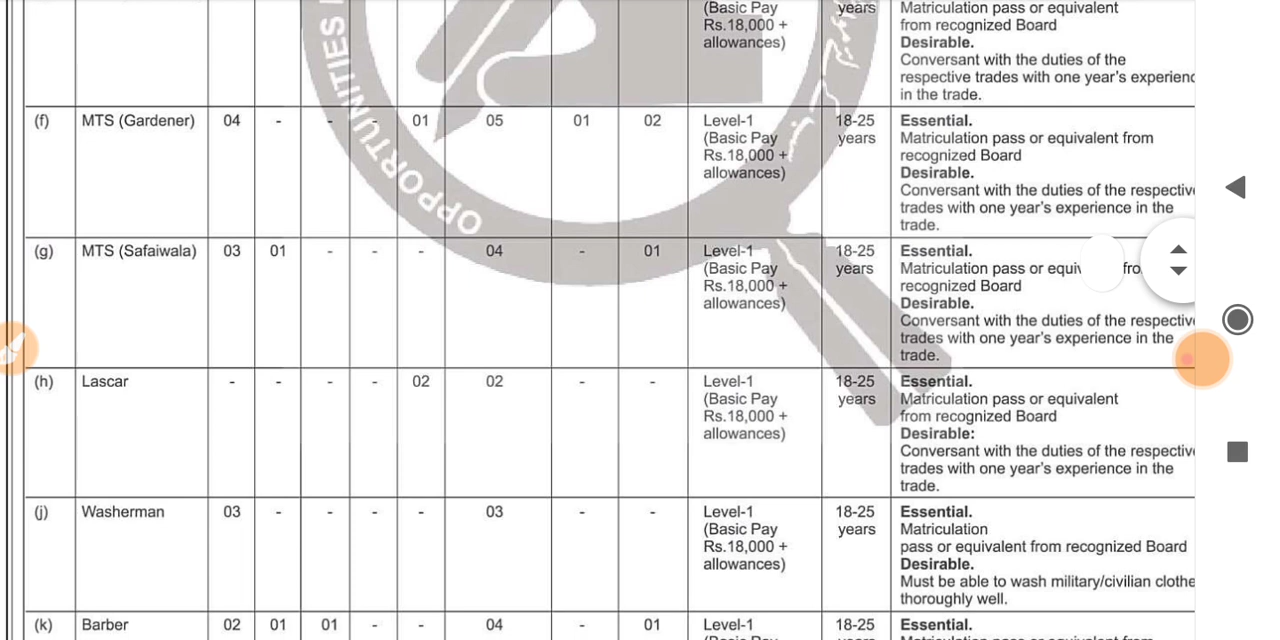 (Basic Pay years Matriculation pass or equivalent
Rs.18,000 + from recognized Board
allowances) Desirable.
Conversant with the duties of the
respective trades with one year's experienc
in the trade.
(f) MTS (Gardener) 04 - - - 01 05 01 02 Level-1 18-25 Essential.
(Basic Pay years Matriculation pass or equivalent from
Rs.18,000 + recognized Board
allowances) Desirable.
Conversant with the duties of the respectiv
trades with one year's experience in the
trade.
(g) MTS (Safaiwala) 03 01 - - - 04 - 01 Level-1 18-25 Essential.
(Basic Pay years Matriculation pass or equiv fro
Rs.18,000 + recognized Board
allowances) Desirable.
Conversant with the duties of the respectiv
trades with one year's experience in the
trade.
(h) Lascar - - - - 02 02 - - Level-1 18-25 Essential.
(Basic Pay years Matriculation pass or equivalent
Rs.18,000 + from recognized Board
allowances) Desirable:
Conversant with the duties of the respectiv
trades with one year's experience in the
trade.
(j) Washerman 03 - - - - 03 - - Level-1 18-25 Essential.
(Basic Pay years Matriculation
Rs.18,000 + pass or equivalent from recognized Board
allowances) Desirable.
Must be able to wash military/civilian clothe
thoroughly well.
(k) Barber 02 01 01 - - 04 - 01 Level-1 18-25 Essential.
OPPORTUNITIES